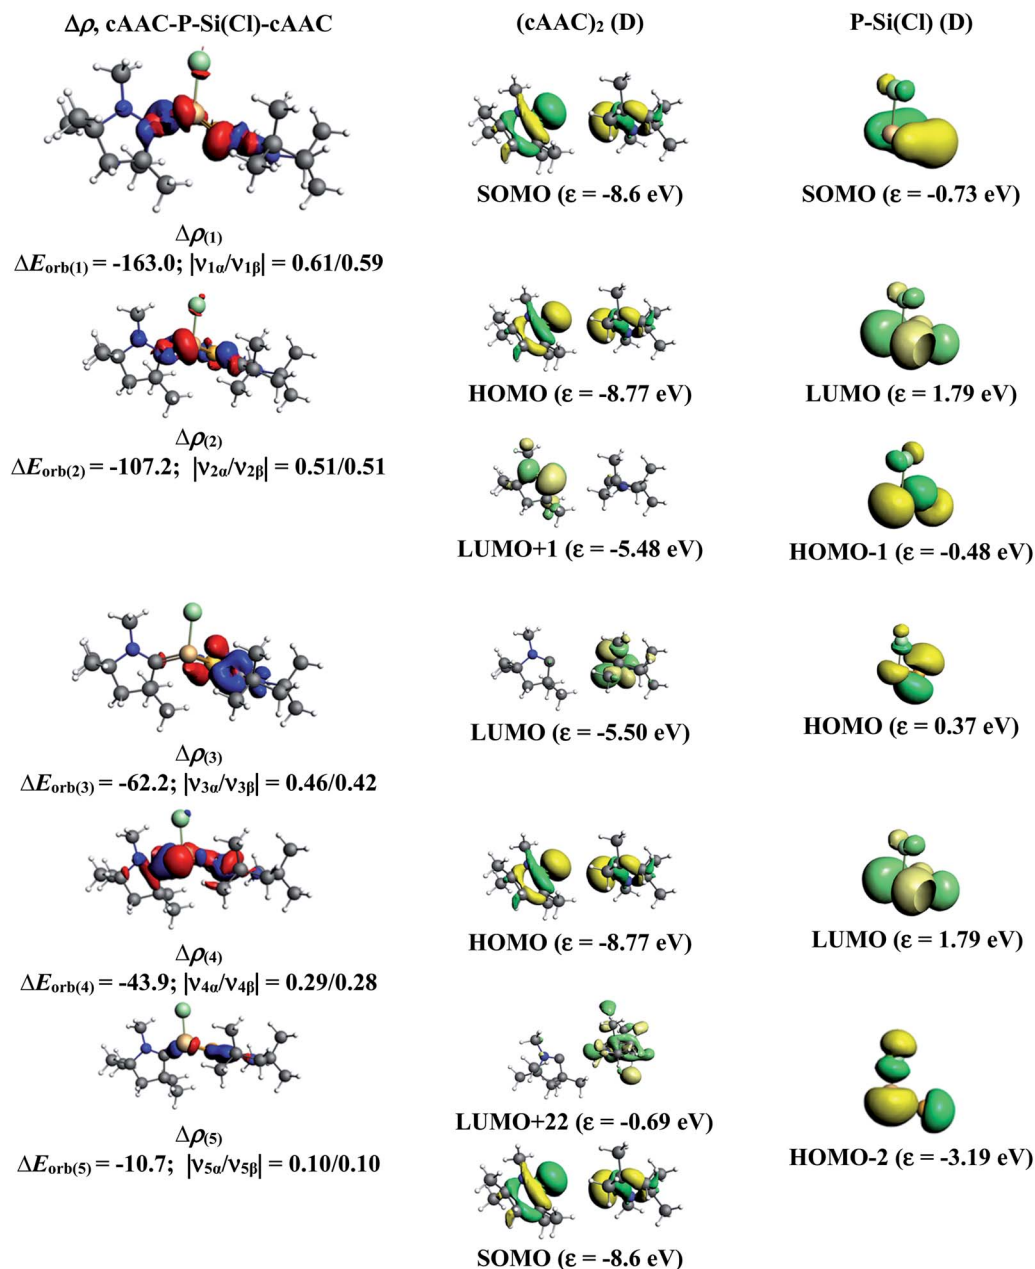 Δρ, cAAC-P-Si(Cl)-cAAC
(cAAC)₂ (D)
P-Si(Cl) (D)
SOMO (ε = -8.6 eV)
SOMO (ε = -0.73 eV)
Δρ₍₁₎
ΔEorb(1) = -163.0; |ν1α/ν1β| = 0.61/0.59
HOMO (ε = -8.77 eV)
LUMO (ε = 1.79 eV)
Δρ₍₂₎
ΔEorb(2) = -107.2; |ν2α/ν2β| = 0.51/0.51
LUMO+1 (ε = -5.48 eV)
HOMO-1 (ε = -0.48 eV)
LUMO (ε = -5.50 eV)
HOMO (ε = 0.37 eV)
Δρ₍₃₎
ΔEorb(3) = -62.2; |ν3α/ν3β| = 0.46/0.42
HOMO (ε = -8.77 eV)
LUMO (ε = 1.79 eV)
Δρ₍₄₎
ΔEorb(4) = -43.9; |ν4α/ν4β| = 0.29/0.28
LUMO+22 (ε = -0.69 eV)
Δρ₍₅₎
ΔEorb(5) = -10.7; |ν5α/ν5β| = 0.10/0.10
HOMO-2 (ε = -3.19 eV)
SOMO (ε = -8.6 eV)